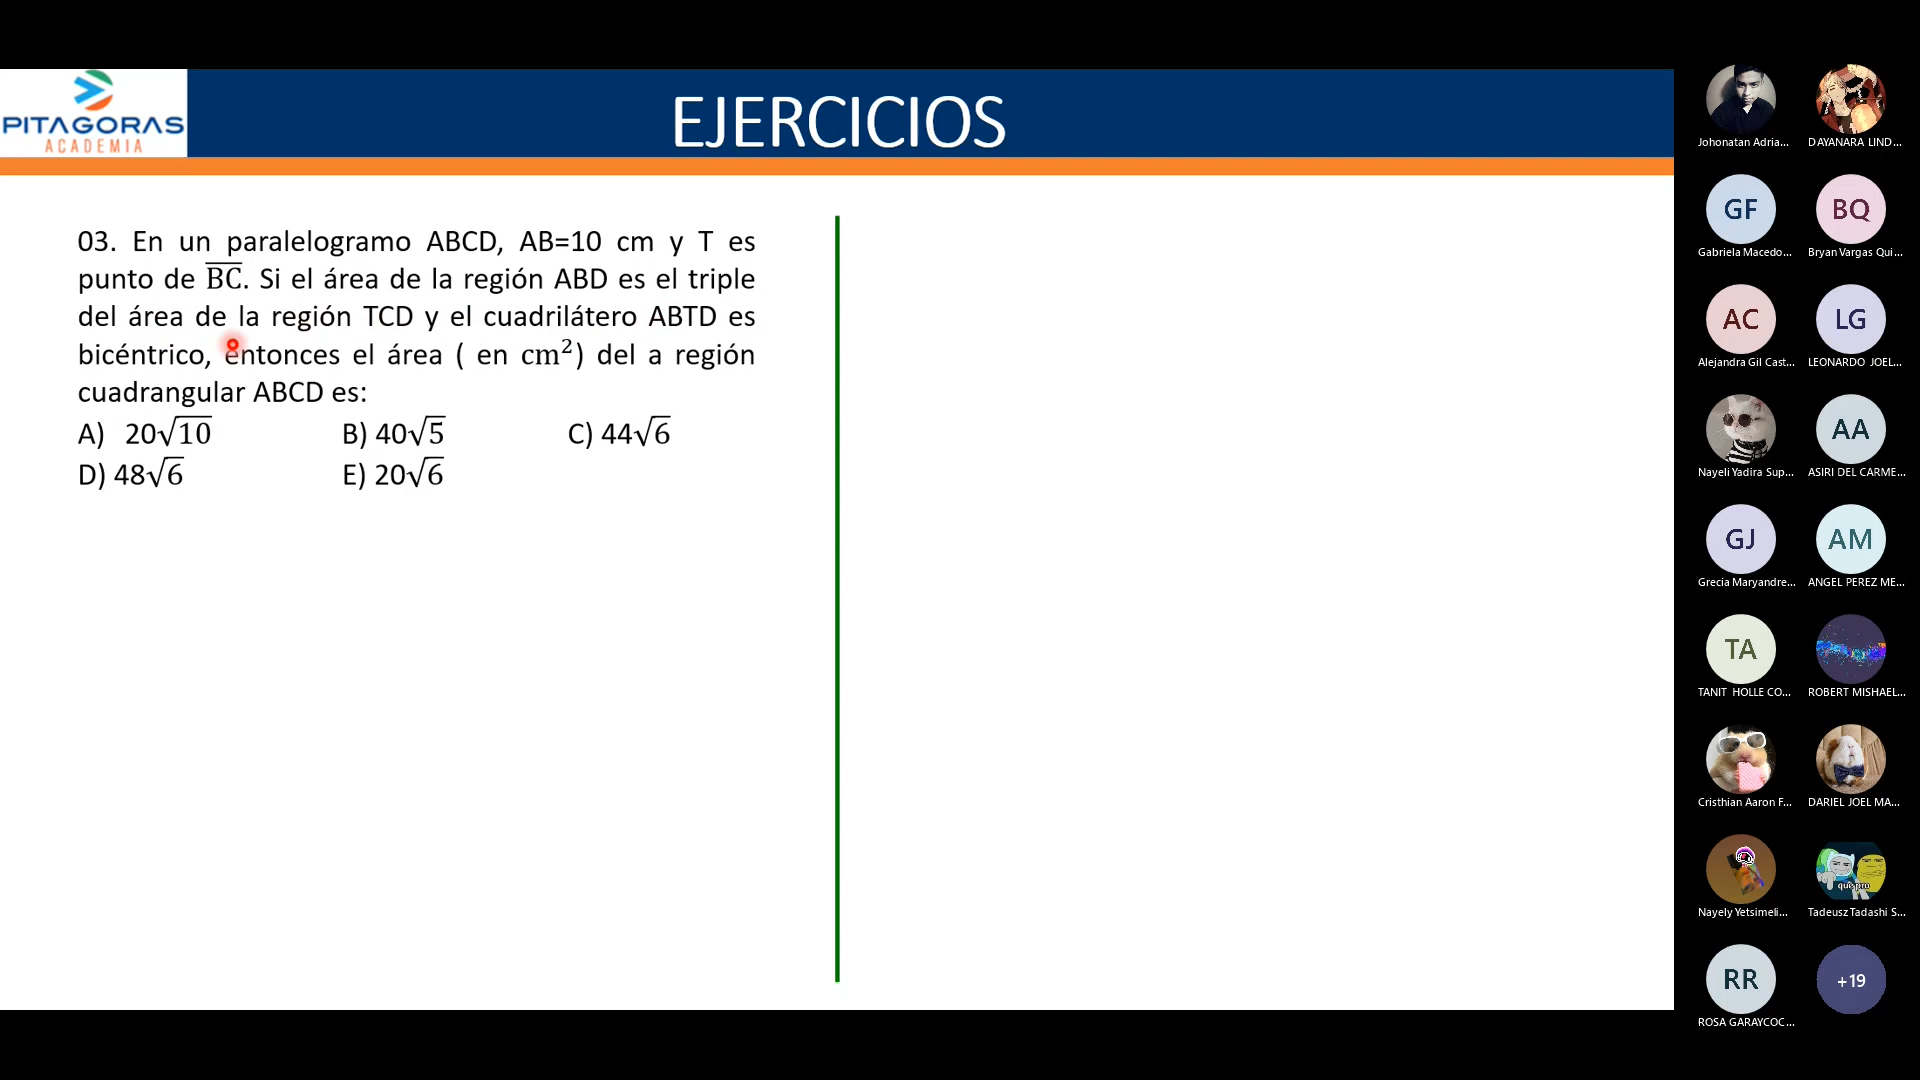 PITAGORAS
ACADEMIA
EJERCICIOS
03. En un paralelogramo ABCD, AB=10 cm y T es
punto de B̅C̅. Si el área de la región ABD es el triple
del área de la región TCD y el cuadrilátero ABTD es
bicéntrico, entonces el área ( en cm²) del a región
cuadrangular ABCD es:
A) 20√10 B) 40√5 C) 44√6
D) 48√6 E) 20√6
Johonatan Adria... DAYANARA LIND...
GF BQ
Gabriela Macedo... Bryan Vargas Qui...
AC LG
Alejandra Gil Cast... LEONARDO JOEL...
AA
Nayeli Yadira Sup... ASIRI DEL CARME...
GJ AM
Grecia Maryandre... ANGEL PEREZ ME...
TA
TANIT HOLLE CO... ROBERT MISHAEL...
Cristhian Aaron F... DARIEL JOEL MA...
que pro
Nayely Yetsimeli... Tadeusz Tadashi S...
RR +19
ROSA GARAYCOC...